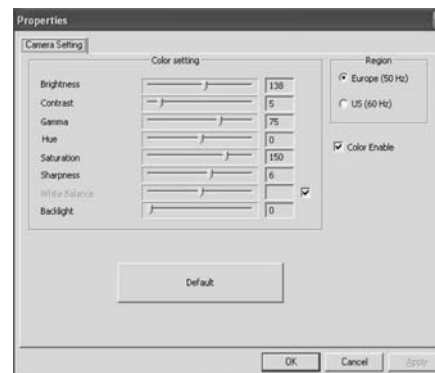 Properties
Camera Setting
Color setting
Brightness 138
Contrast 5
Gamma 75
Hue 0
Saturation 150
Sharpness 6
White Balance
Backlight 0
Region
Europe (50 Hz)
US (60 Hz)
Color Enable
Default
OK Cancel Apply